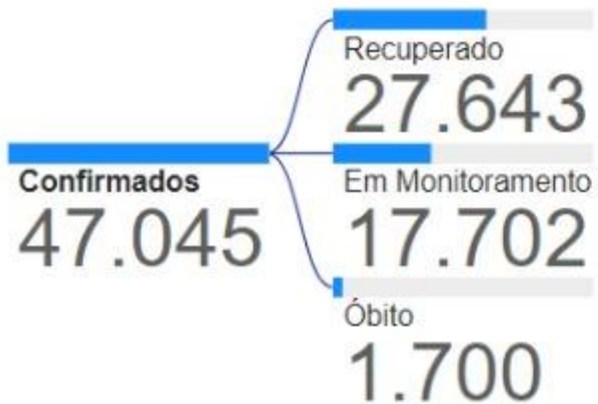 Recuperado
27.643
Confirmados
47.045
Em Monitoramento
17.702
Óbito
1.700